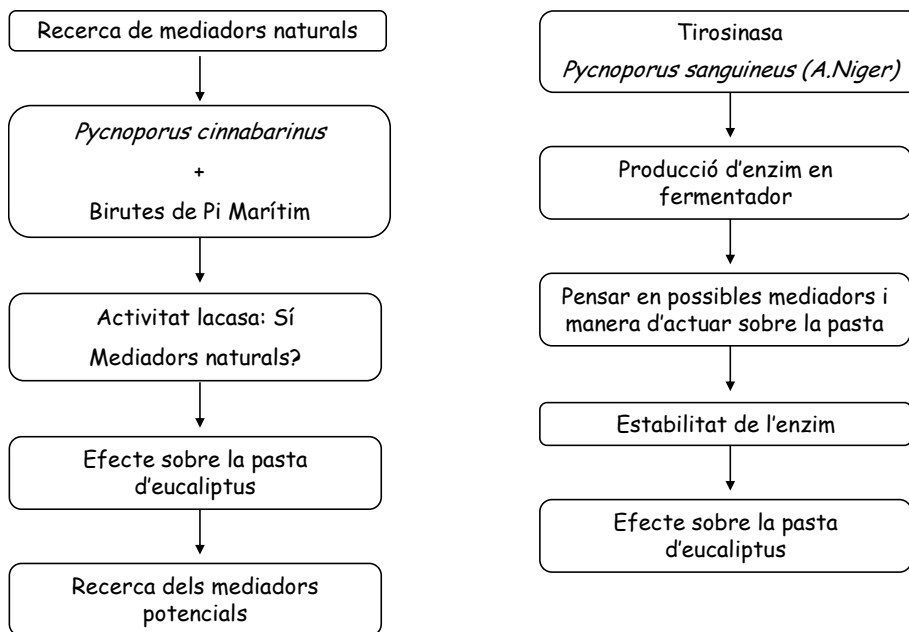 Recerca de mediadors naturals
Pycnoporus cinnabarinus
+
Birutes de Pi Marítim
Activitat lacasa: Sí
Mediadors naturals?
Efecte sobre la pasta
d'eucaliptus
Recerca dels mediadors
potencials
Tirosinasa
Pycnoporus sanguineus (A.Niger)
Producció d'enzim en
fermentador
Pensar en possibles mediadors i
manera d'actuar sobre la pasta
Estabilitat de l'enzim
Efecte sobre la pasta
d'eucaliptus